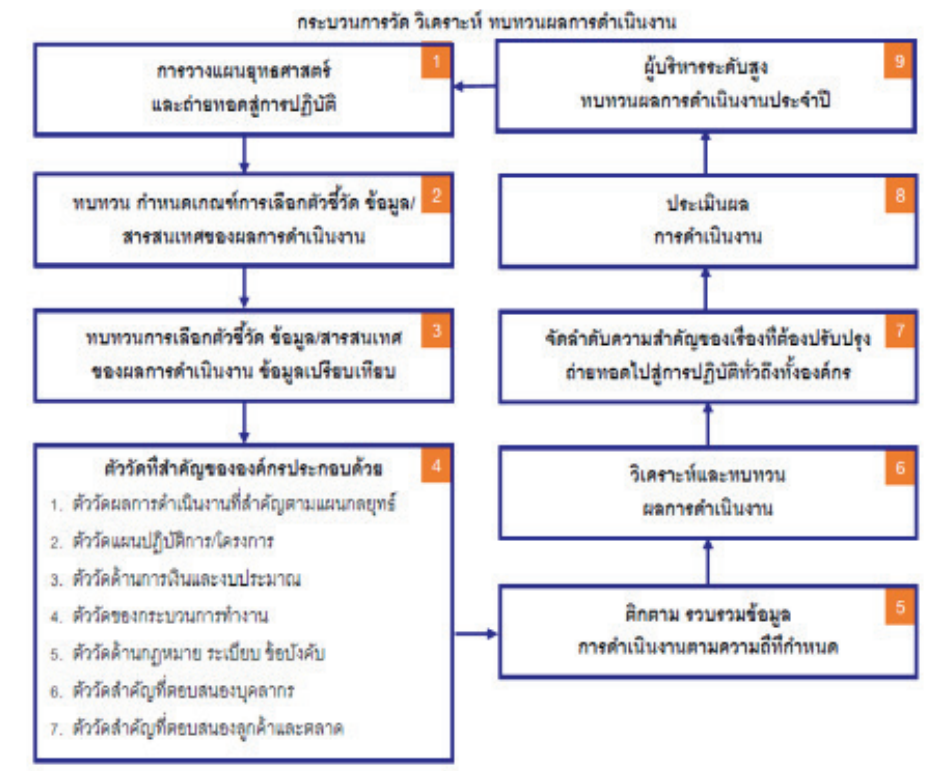 กระบวนการวัด วิเคราะห์ ทบทวนผลการดำเนินงาน
1
การวางแผนยุทธศาสตร์
และถ่ายทอดสู่การปฏิบัติ
2
ทบทวน กำหนดเกณฑ์การเลือกตัวชี้วัด ข้อมูล/
สารสนเทศของผลการดำเนินงาน
3
ทบทวนการเลือกตัวชี้วัด ข้อมูล/สารสนเทศ
ของผลการดำเนินงาน ข้อมูลเปรียบเทียบ
4
ตัววัดที่สำคัญขององค์กรประกอบด้วย
1. ตัววัดผลการดำเนินงานที่สำคัญตามแผนกลยุทธ์
2. ตัววัดแผนปฏิบัติการ/โครงการ
3. ตัววัดด้านการเงินและงบประมาณ
4. ตัววัดของกระบวนการทำงาน
5. ตัววัดด้านกฎหมาย ระเบียบ ข้อบังคับ
6. ตัววัดสำคัญที่ตอบสนองบุคลากร
7. ตัววัดสำคัญที่ตอบสนองลูกค้าและตลาด
5
ติดตาม รวบรวมข้อมูล
การดำเนินงานตามความถี่ที่กำหนด
6
วิเคราะห์และทบทวน
ผลการดำเนินงาน
7
จัดลำดับความสำคัญของเรื่องที่ต้องปรับปรุง
ถ่ายทอดไปสู่การปฏิบัติทั่วถึงทั้งองค์กร
8
ประเมินผล
การดำเนินงาน
9
ผู้บริหารระดับสูง
ทบทวนผลการดำเนินงานประจำปี